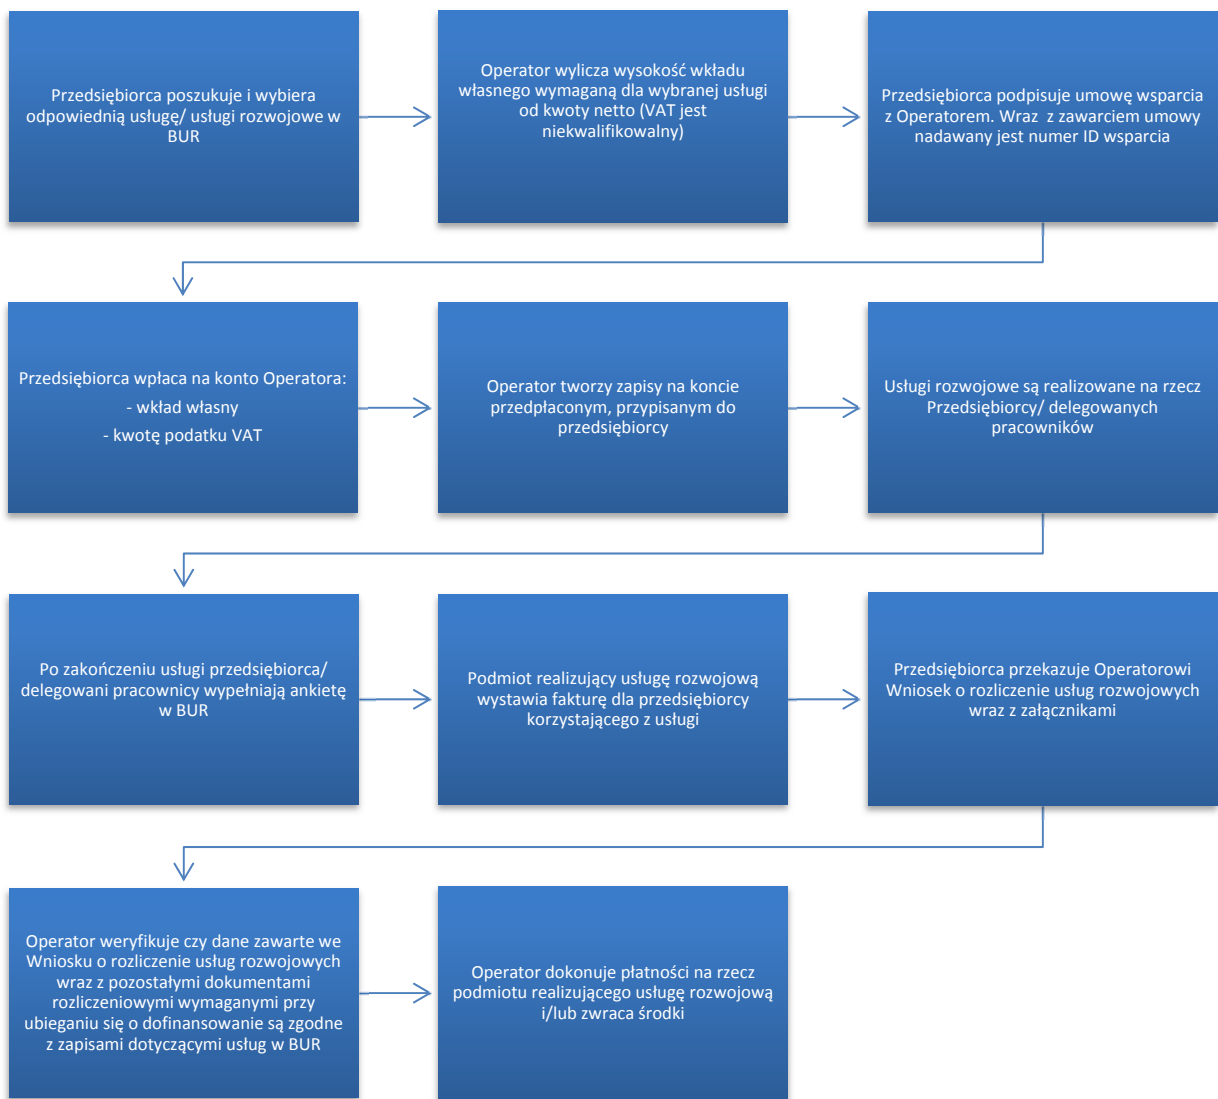 Przedsiębiorca poszukuje i wybiera
odpowiednią usługę/ usługi rozwojowe w
BUR
Operator wylicza wysokość wkładu
własnego wymaganą dla wybranej usługi
od kwoty netto (VAT jest
niekwalifikowalny)
Przedsiębiorca podpisuje umowę wsparcia
z Operatorem. Wraz z zawarciem umowy
nadawany jest numer ID wsparcia
Przedsiębiorca wpłaca na konto Operatora:
- wkład własny
- kwotę podatku VAT
Operator tworzy zapisy na koncie
przedpłaconym, przypisanym do
przedsiębiorcy
Usługi rozwojowe są realizowane na rzecz
Przedsiębiorcy/ delegowanych
pracowników
Po zakończeniu usługi przedsiębiorca/
delegowani pracownicy wypełniają ankietę
w BUR
Podmiot realizujący usługę rozwojową
wystawia fakturę dla przedsiębiorcy
korzystającego z usługi
Przedsiębiorca przekazuje Operatorowi
Wniosek o rozliczenie usług rozwojowych
wraz z załącznikami
Operator weryfikuje czy dane zawarte we
Wniosku o rozliczenie usług rozwojowych
wraz z pozostałymi dokumentami
rozliczeniowymi wymaganymi przy
ubieganiu się o dofinansowanie są zgodne
z zapisami dotyczącymi usług w BUR
Operator dokonuje płatności na rzecz
podmiotu realizującego usługę rozwojową
i/lub zwraca środki